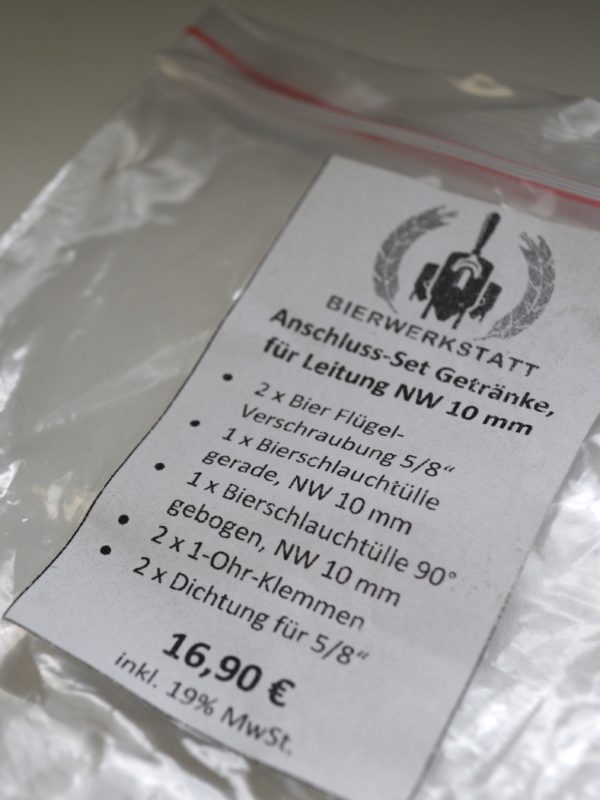 BIERWERKSTATT
Anschluss-Set Getränke,
für Leitung NW 10 mm
• 2 x Bier Flügel-
Verschraubung 5/8“
• 1 x Bierschlauchtülle
gerade, NW 10 mm
• 1 x Bierschlauchtülle 90°
gebogen, NW 10 mm
• 2 x 1-Ohr-Klemmen
• 2 x Dichtung für 5/8“
16,90 €
inkl. 19% MwSt.